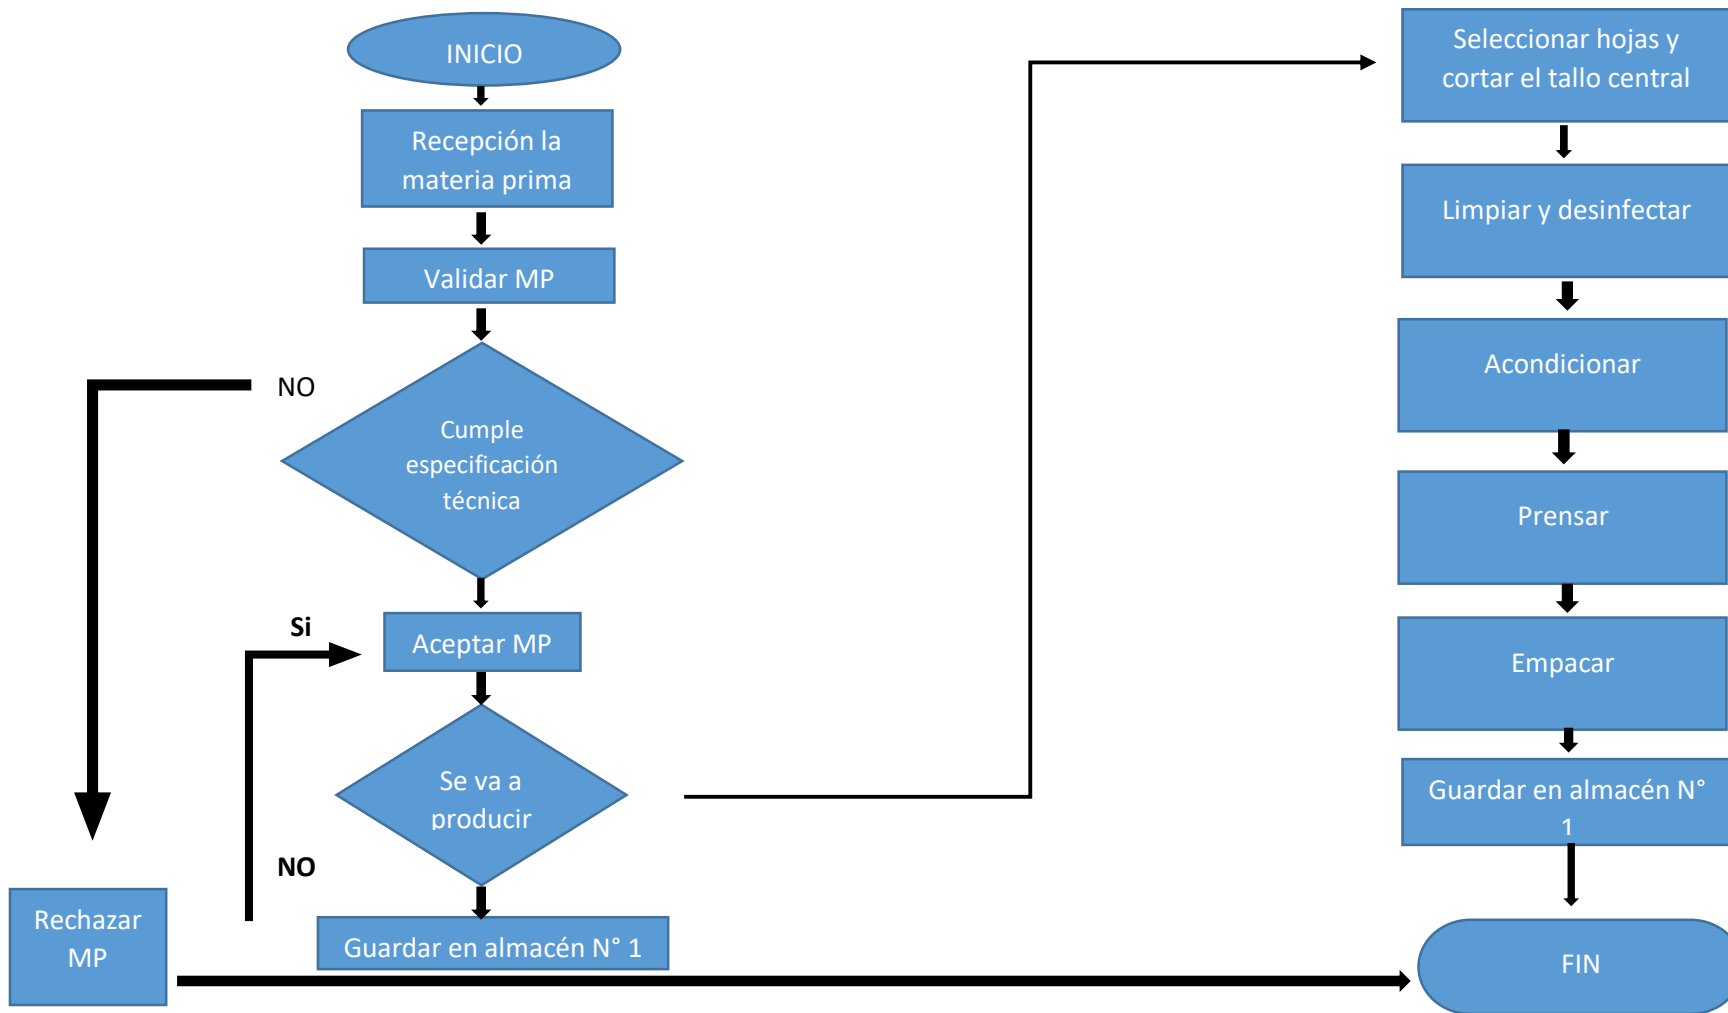 INICIO
Recepción la
materia prima
Validar MP
NO
Cumple
especificación
técnica
Si
Aceptar MP
Se va a
producir
NO
Guardar en almacén N° 1
Rechazar
MP
Seleccionar hojas y
cortar el tallo central
Limpiar y desinfectar
Acondicionar
Prensar
Empacar
Guardar en almacén N°
1
FIN